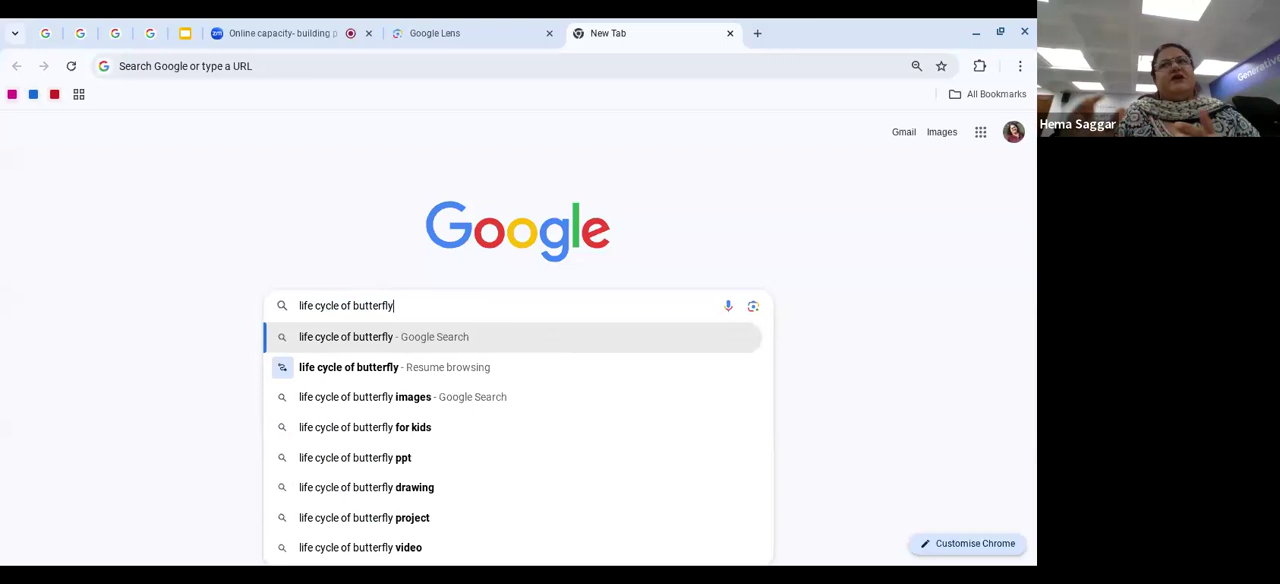 Online capacity- building p
Google Lens
New Tab
Search Google or type a URL
All Bookmarks
Gmail
Images
Google
life cycle of butterfly
life cycle of butterfly - Google Search
life cycle of butterfly - Resume browsing
life cycle of butterfly images - Google Search
life cycle of butterfly for kids
life cycle of butterfly ppt
life cycle of butterfly drawing
life cycle of butterfly project
life cycle of butterfly video
Customise Chrome
Generative
Hema Saggar